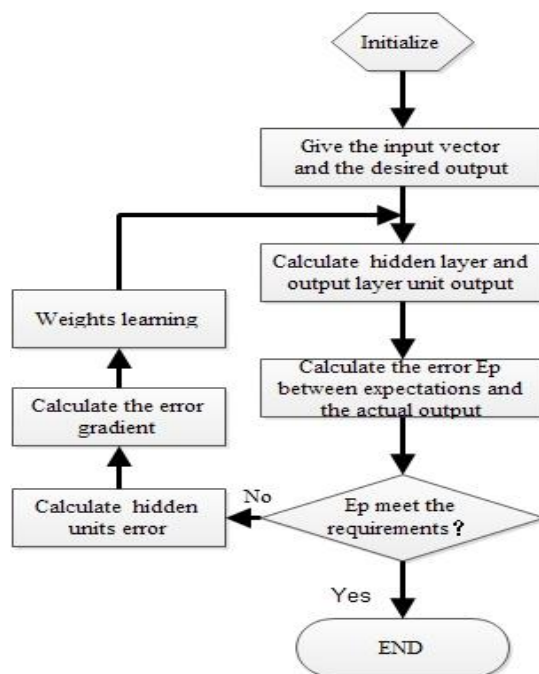 Initialize
Give the input vector
and the desired output
Calculate hidden layer and
output layer unit output
Weights learning
Calculate the error Ep
between expectations and
the actual output
Calculate the error
gradient
No
Ep meet the
requirements?
Calculate hidden
units error
Yes
END